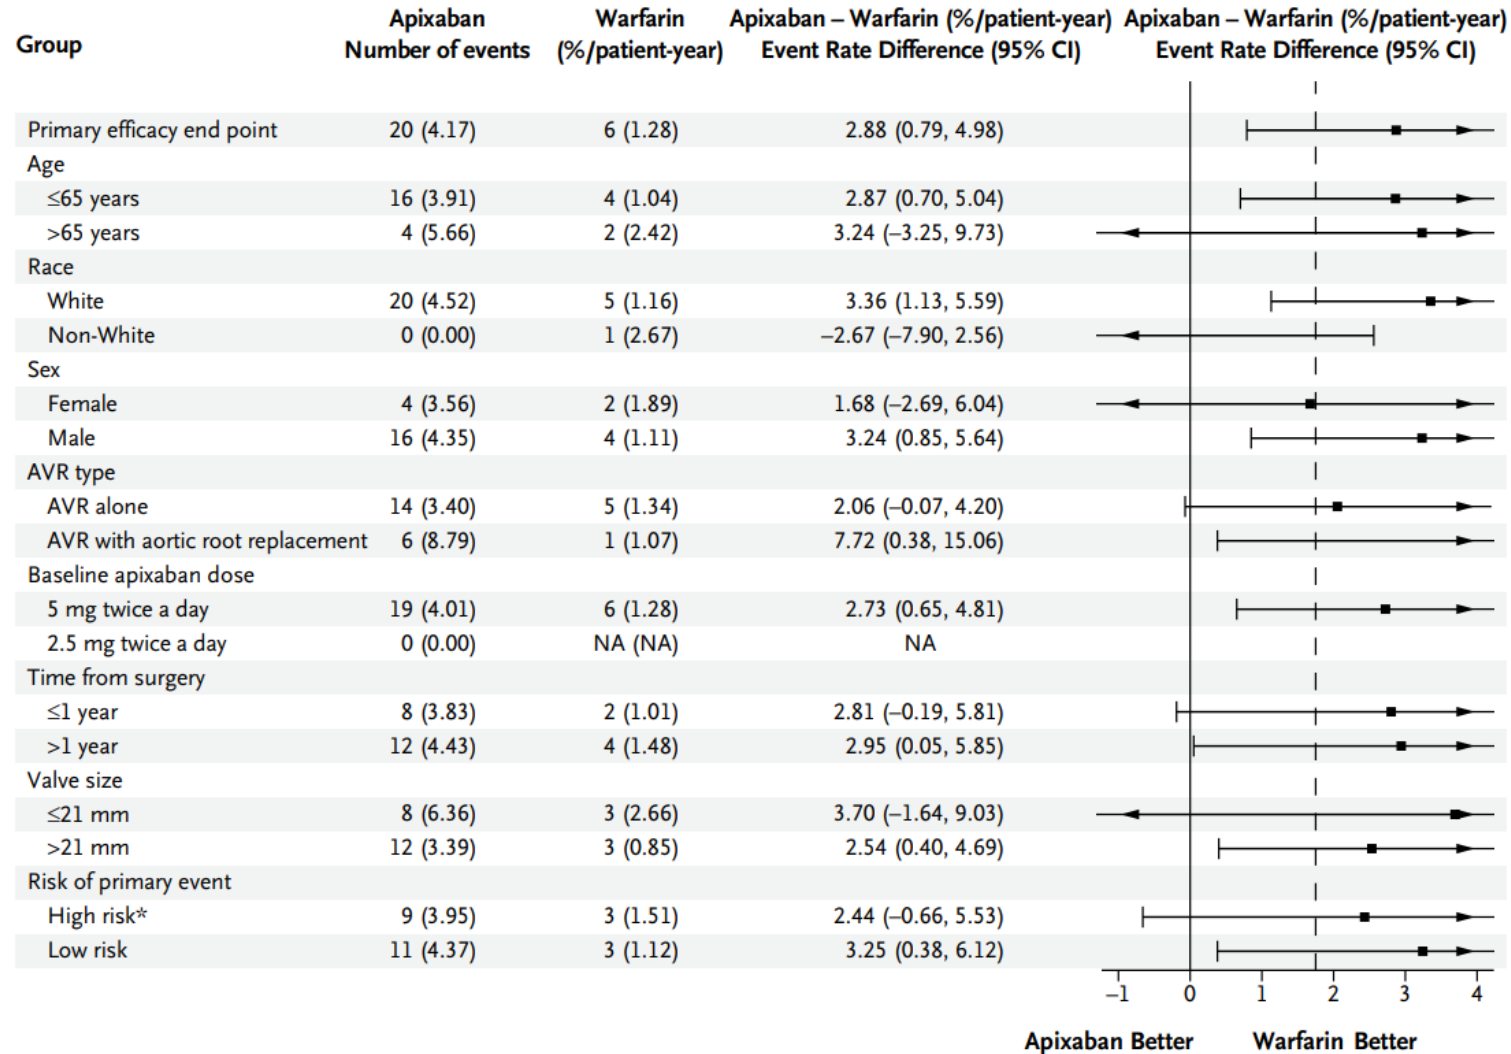 Group Apixaban Number of events Warfarin (%/patient-year) Apixaban – Warfarin (%/patient-year) Event Rate Difference (95% CI) Apixaban – Warfarin (%/patient-year) Event Rate Difference (95% CI)
Primary efficacy end point 20 (4.17) 6 (1.28) 2.88 (0.79, 4.98)
Age
≤65 years 16 (3.91) 4 (1.04) 2.87 (0.70, 5.04)
>65 years 4 (5.66) 2 (2.42) 3.24 (–3.25, 9.73)
Race
White 20 (4.52) 5 (1.16) 3.36 (1.13, 5.59)
Non-White 0 (0.00) 1 (2.67) –2.67 (–7.90, 2.56)
Sex
Female 4 (3.56) 2 (1.89) 1.68 (–2.69, 6.04)
Male 16 (4.35) 4 (1.11) 3.24 (0.85, 5.64)
AVR type
AVR alone 14 (3.40) 5 (1.34) 2.06 (–0.07, 4.20)
AVR with aortic root replacement 6 (8.79) 1 (1.07) 7.72 (0.38, 15.06)
Baseline apixaban dose
5 mg twice a day 19 (4.01) 6 (1.28) 2.73 (0.65, 4.81)
2.5 mg twice a day 0 (0.00) NA (NA) NA
Time from surgery
≤1 year 8 (3.83) 2 (1.01) 2.81 (–0.19, 5.81)
>1 year 12 (4.43) 4 (1.48) 2.95 (0.05, 5.85)
Valve size
≤21 mm 8 (6.36) 3 (2.66) 3.70 (–1.64, 9.03)
>21 mm 12 (3.39) 3 (0.85) 2.54 (0.40, 4.69)
Risk of primary event
High risk* 9 (3.95) 3 (1.51) 2.44 (–0.66, 5.53)
Low risk 11 (4.37) 3 (1.12) 3.25 (0.38, 6.12)
–1 0 1 2 3 4
Apixaban Better Warfarin Better